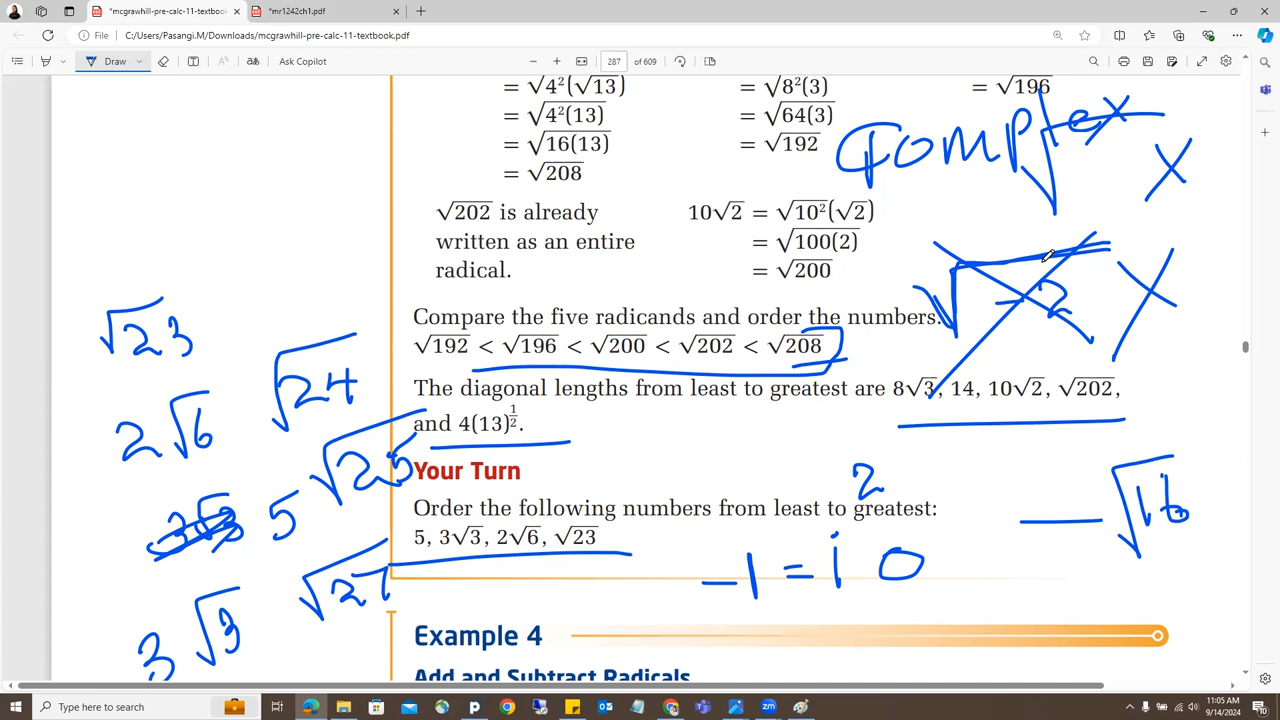 *mcgrawhill-pre-calc-11-textbook
*mr1242ch1.pdf
File
C:/Users/Pasangi.M/Downloads/mcgrawhill-pre-calc-11-textbook.pdf
Draw
Ask Copilot
287 of 609
= √4²(√13)
= √4²(13)
= √16(13)
= √208
= √8²(3)
= √64(3)
= √192
= √196
Complex
X
√202 is already
written as an entire
radical.
10√2 = √10²(√2)
= √100(2)
= √200
√-2
X
Compare the five radicands and order the numbers.
√192 < √196 < √200 < √202 < √208
The diagonal lengths from least to greatest are 8√3, 14, 10√2, √202,
and 4(13)^½.
√23
2√6 √24
5 √25
3√3 √27
Your Turn
Order the following numbers from least to greatest:
5, 3√3, 2√6, √23
-1 = i² 0
-√16
Example 4
Add and Subtract Radicals
Type here to search
11:05 AM
9/14/2024